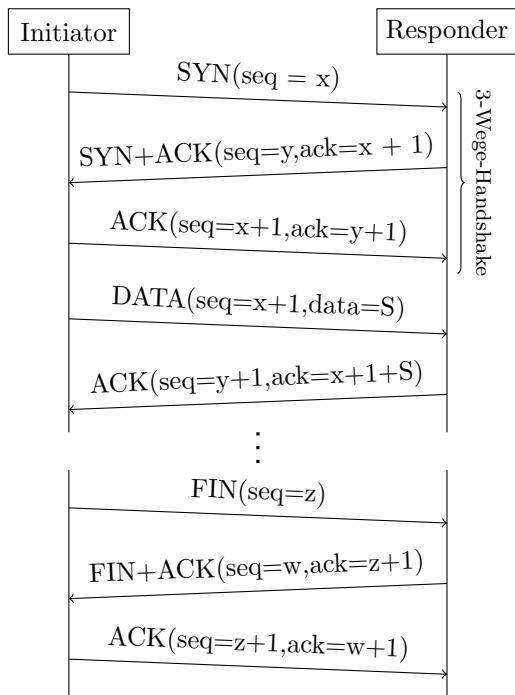 Initiator
Responder
SYN(seq = x)
SYN+ACK(seq=y,ack=x + 1)
ACK(seq=x+1,ack=y+1)
3-Wege-Handshake
DATA(seq=x+1,data=S)
ACK(seq=y+1,ack=x+1+S)
⋮
FIN(seq=z)
FIN+ACK(seq=w,ack=z+1)
ACK(seq=z+1,ack=w+1)